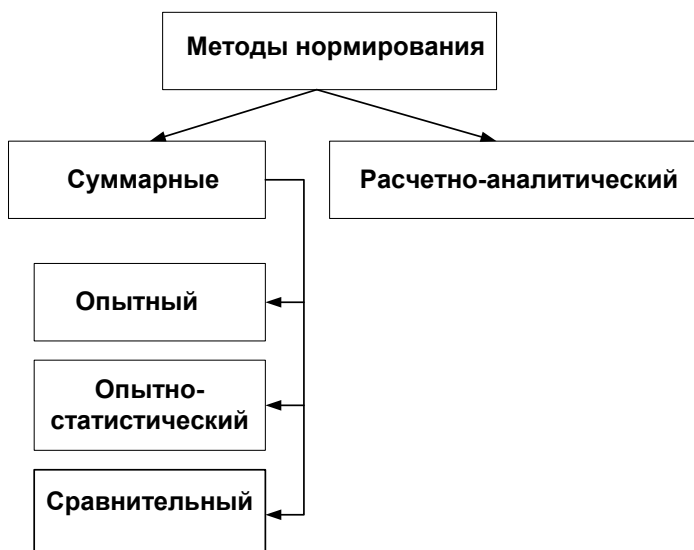 Методы нормирования
Суммарные
Расчетно-аналитический
Опытный
Опытно-
статистический
Сравнительный